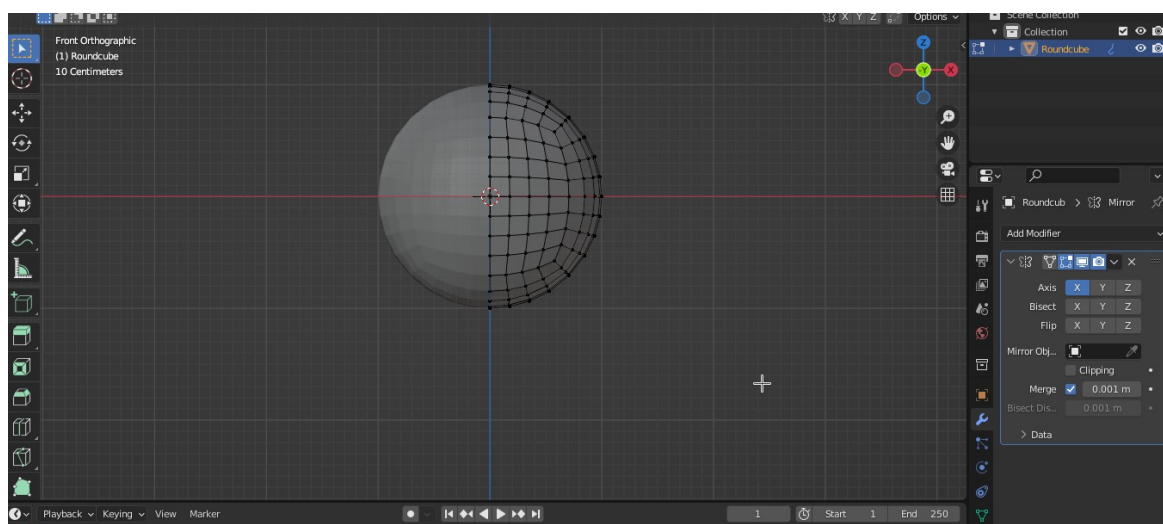 X Y Z Options
Scene Collection
Front Orthographic
(1) Roundcube
10 Centimeters
Collection
Roundcube
Z
Y
X
Roundcub > Mirror
Add Modifier
Axis X Y Z
Bisect X Y Z
Flip X Y Z
Mirror Obj...
Clipping
Merge 0.001 m
Bisect Dis... 0.001 m
> Data
Playback Keying View Marker 1 Start 1 End 250